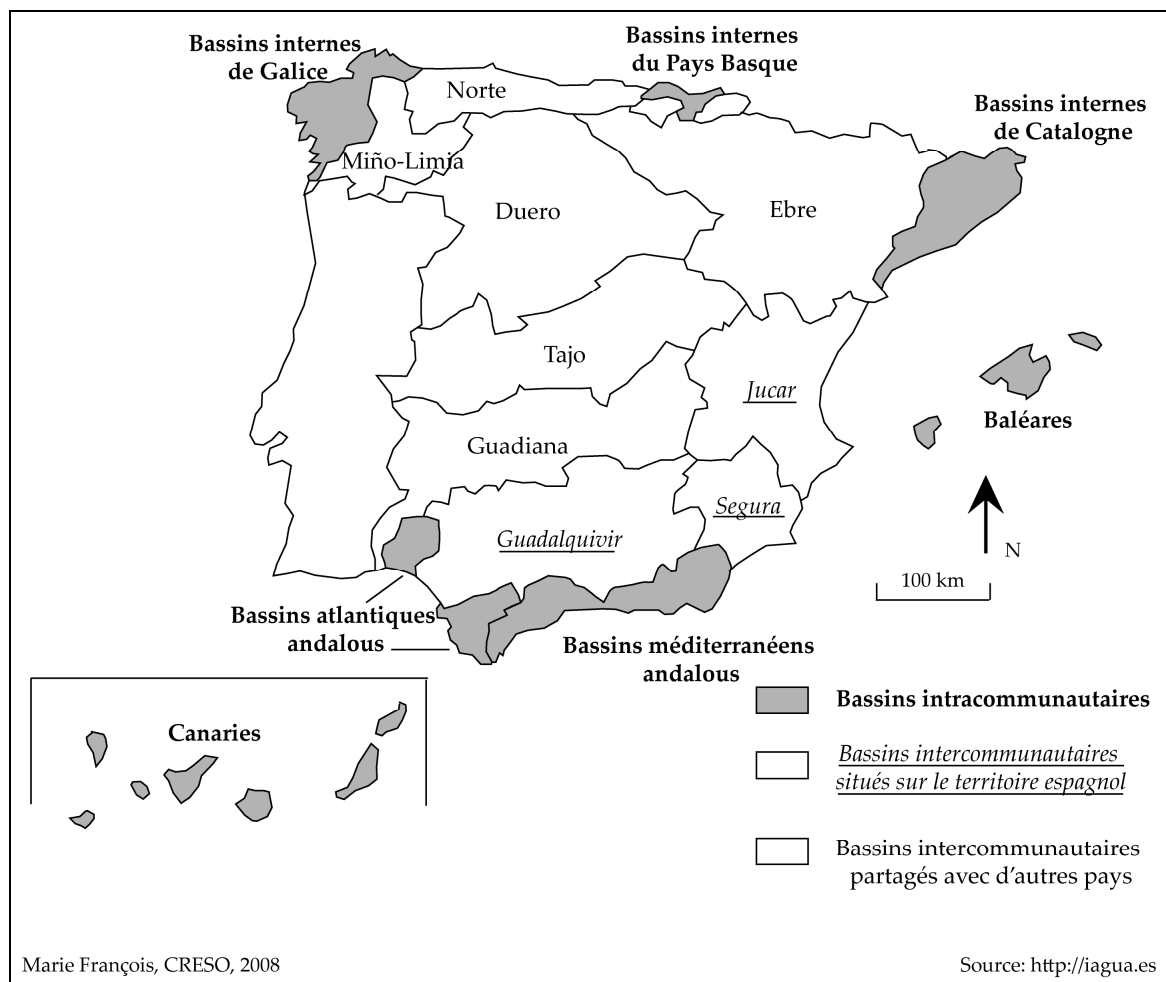 Bassins internes
de Galice
Bassins internes
du Pays Basque
Bassins internes
de Catalogne
Norte
Miño-Limia
Duero
Ebre
Tajo
Jucar
Baléares
Guadiana
Segura
Guadalquivir
N
100 km
Bassins atlantiques
andalous
Bassins méditerranéens
andalous
Canaries
Bassins intracommunautaires
Bassins intercommunautaires
situés sur le territoire espagnol
Bassins intercommunautaires
partagés avec d'autres pays
Marie François, CRESO, 2008
Source: http://iagua.es